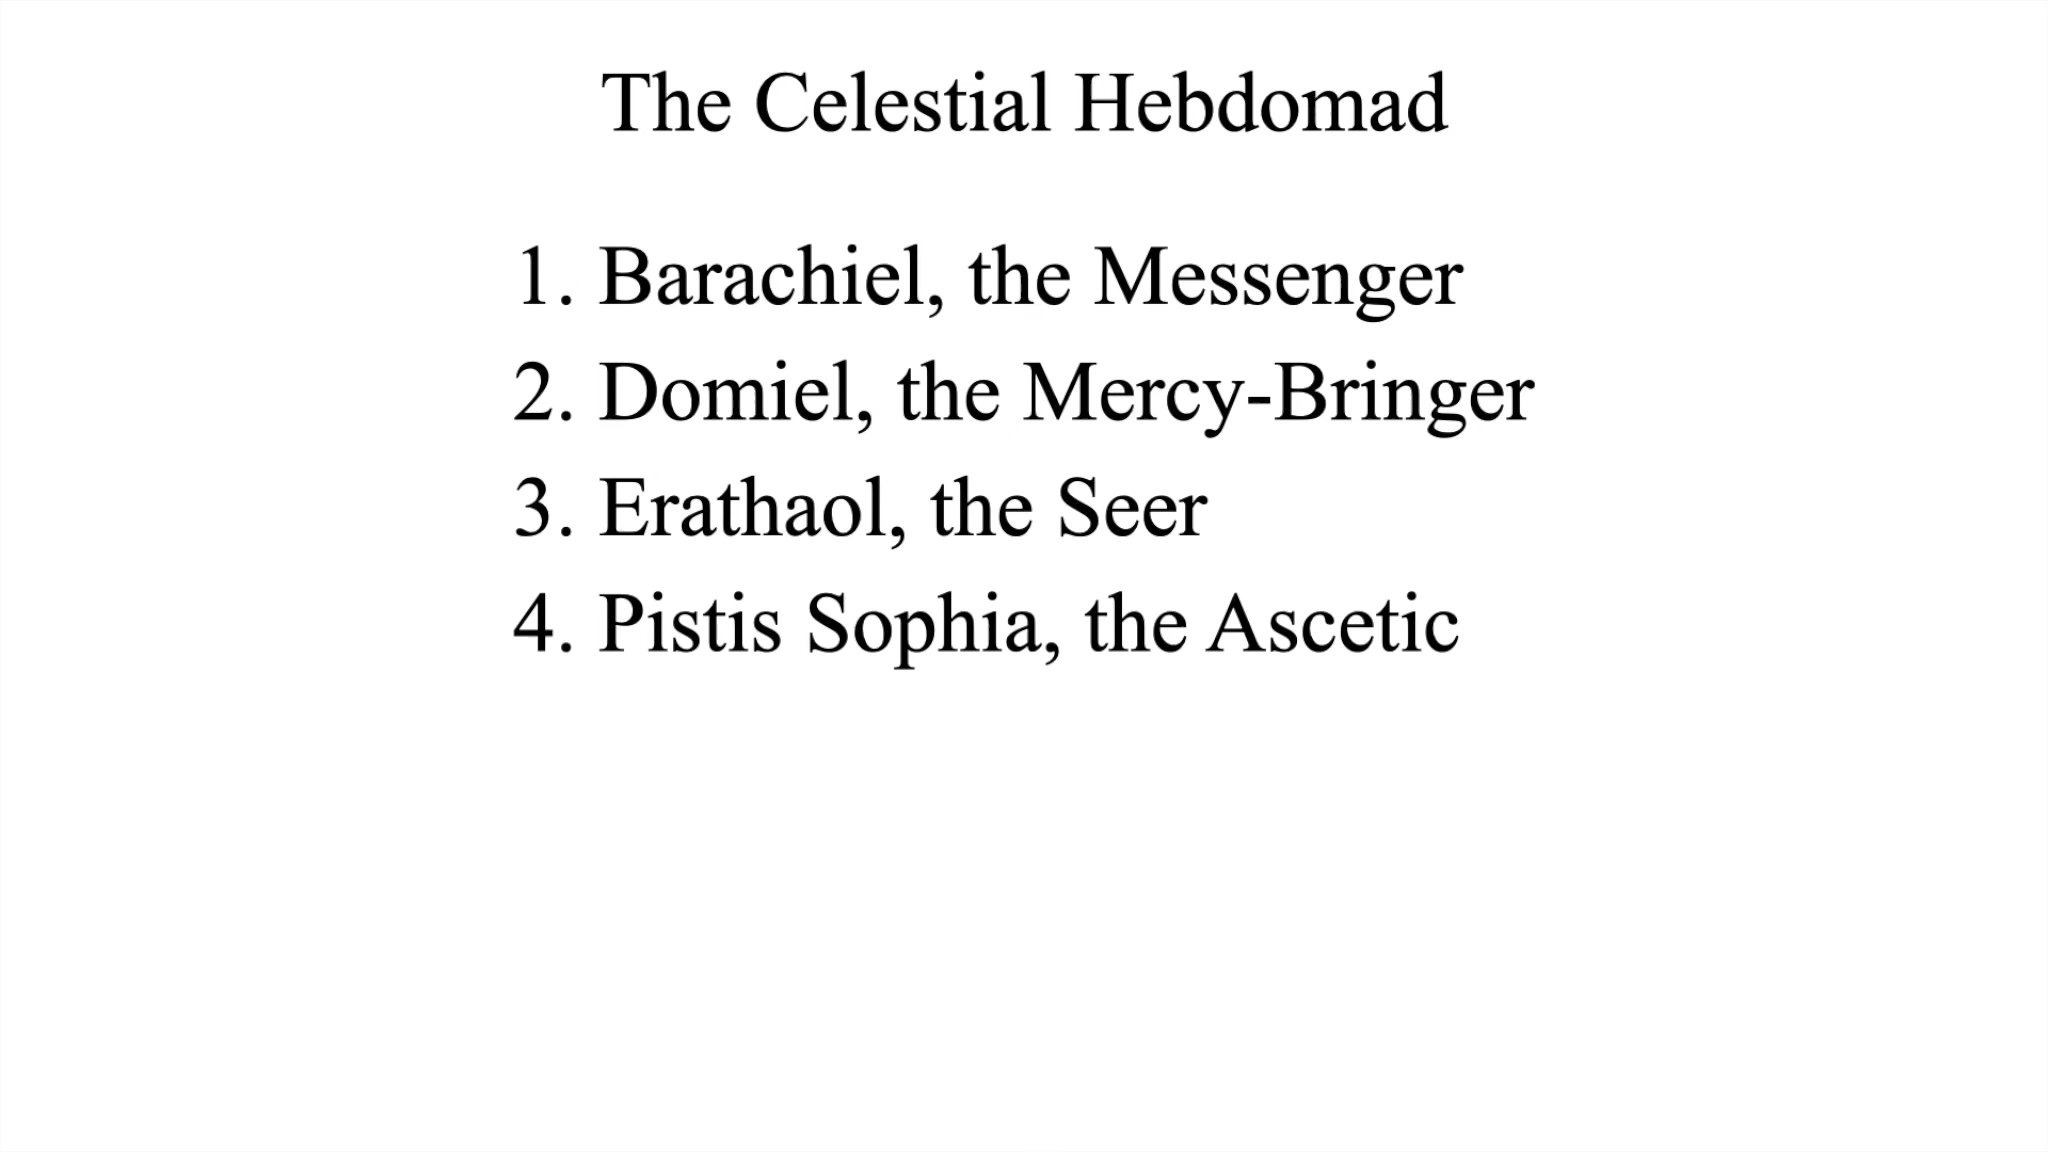 The Celestial Hebdomad
1. Barachiel, the Messenger
2. Domiel, the Mercy-Bringer
3. Erathaol, the Seer
4. Pistis Sophia, the Ascetic